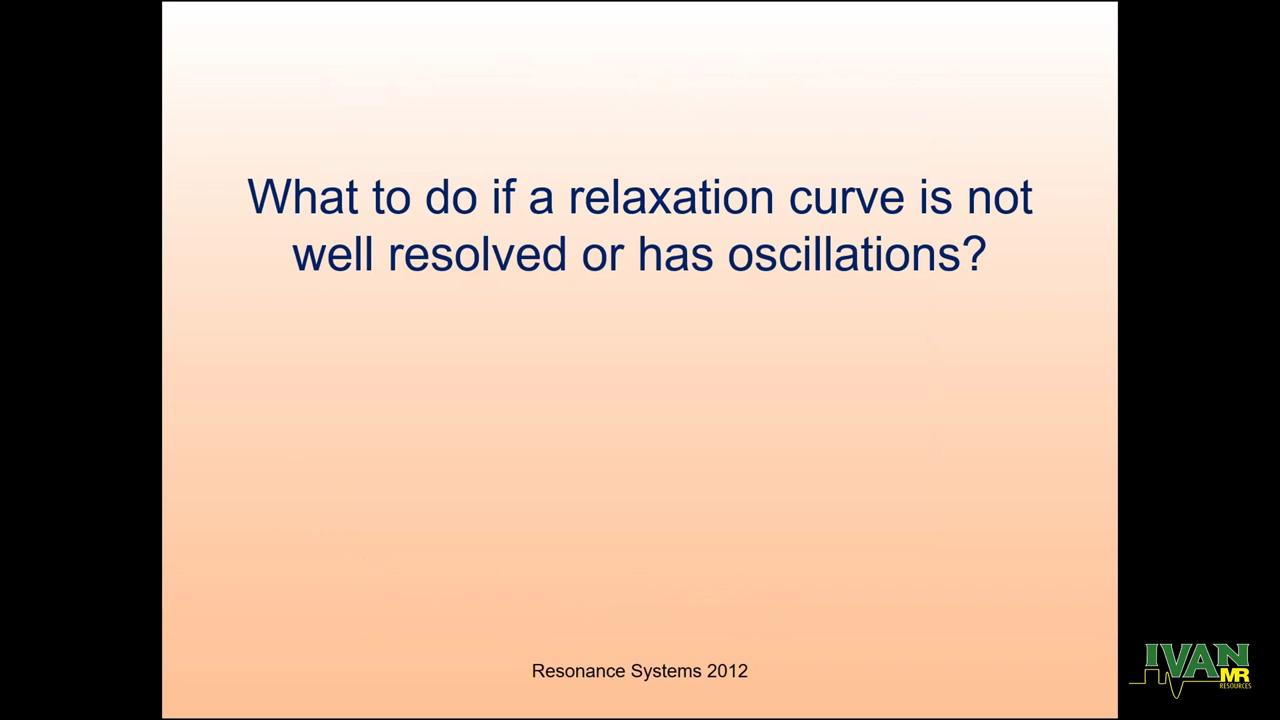 What to do if a relaxation curve is not
well resolved or has oscillations?
Resonance Systems 2012
IVAN
MR
RESOURCES